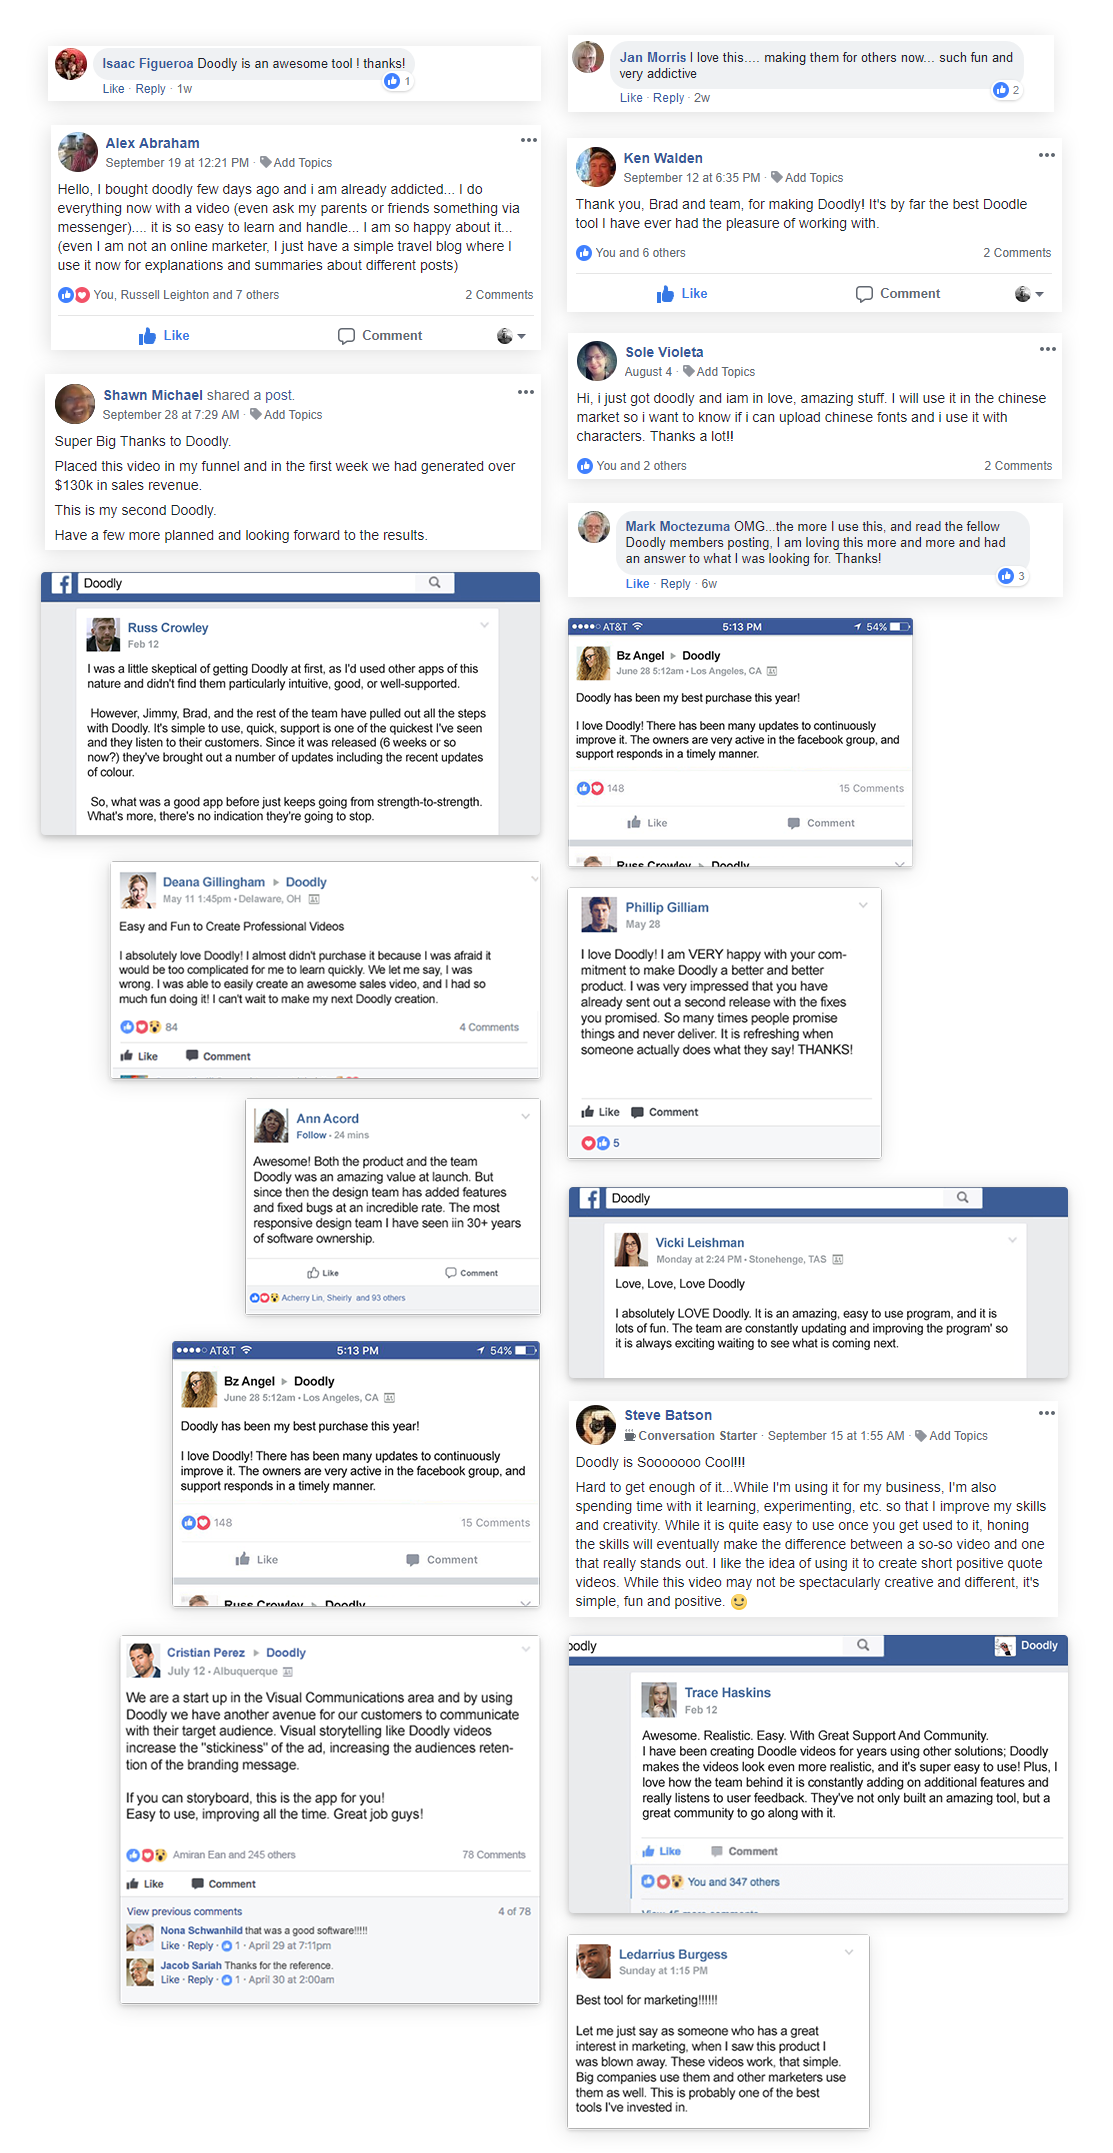 Isaac Figueroa Doodly is an awesome tool ! thanks!
1
Like · Reply · 1w
Alex Abraham
September 19 at 12:21 PM · Add Topics
Hello, I bought doodly few days ago and i am already addicted... I do
everything now with a video (even ask my parents or friends something via
messenger).... it is so easy to learn and handle... I am so happy about it...
(even I am not an online marketer, I just have a simple travel blog where I
use it now for explanations and summaries about different posts)
You, Russell Leighton and 7 others 2 Comments
Like Comment
Shawn Michael shared a post.
September 28 at 7:29 AM · Add Topics
Super Big Thanks to Doodly.
Placed this video in my funnel and in the first week we had generated over
$130k in sales revenue.
This is my second Doodly.
Have a few more planned and looking forward to the results.
Doodly
Russ Crowley
Feb 12
I was a little skeptical of getting Doodly at first, as I'd used other apps of this
nature and didn't find them particularly intuitive, good, or well-supported.
However, Jimmy, Brad, and the rest of the team have pulled out all the steps
with Doodly. It's simple to use, quick, support is one of the quickest I've seen
and they listen to their customers. Since it was released (6 weeks or so
now?) they've brought out a number of updates including the recent updates
of colour.
So, what was a good app before just keeps going from strength-to-strength.
What's more, there's no indication they're going to stop.
Deana Gillingham ▸ Doodly
May 11 1:45pm • Delaware, OH
Easy and Fun to Create Professional Videos
I absolutely love Doodly! I almost didn't purchase it because I was afraid it
would be too complicated for me to learn quickly. We let me say, I was
wrong. I was able to easily create an awesome sales video, and I had so
much fun doing it! I can't wait to make my next Doodly creation.
84 4 Comments
Like Comment
Ann Acord
Follow • 24 mins
Awesome! Both the product and the team
Doodly was an amazing value at launch. But
since then the design team has added features
and fixed bugs at an incredible rate. The most
responsive design team I have seen iin 30+ years
of software ownership.
Like Comment
Acherry Lin, Sheirly and 93 others
AT&T 5:13 PM 54%
Bz Angel ▸ Doodly
June 28 5:12am • Los Angeles, CA
Doodly has been my best purchase this year!
I love Doodly! There has been many updates to continuously
improve it. The owners are very active in the facebook group, and
support responds in a timely manner.
148 15 Comments
Like Comment
Russ Crowley ▸ Doodly
Cristian Perez ▸ Doodly
July 12 • Albuquerque
We are a start up in the Visual Communications area and by using
Doodly we have another avenue for our customers to communicate
with their target audience. Visual storytelling like Doodly videos
increase the "stickiness" of the ad, increasing the audiences reten-
tion of the branding message.
If you can storyboard, this is the app for you!
Easy to use, improving all the time. Great job guys!
Amiran Ean and 245 others 78 Comments
Like Comment
View previous comments 4 of 78
Nona Schwanhild that was a good software!!!!!
Like · Reply · 1 · April 29 at 7:11pm
Jacob Sariah Thanks for the reference.
Like · Reply · 1 · April 30 at 2:00am
Jan Morris I love this.... making them for others now... such fun and
very addictive
2
Like · Reply · 2w
Ken Walden
September 12 at 6:35 PM · Add Topics
Thank you, Brad and team, for making Doodly! It's by far the best Doodle
tool I have ever had the pleasure of working with.
You and 6 others 2 Comments
Like Comment
Sole Violeta
August 4 · Add Topics
Hi, i just got doodly and iam in love, amazing stuff. I will use it in the chinese
market so i want to know if i can upload chinese fonts and i use it with
characters. Thanks a lot!!
You and 2 others 2 Comments
Mark Moctezuma OMG...the more I use this, and read the fellow
Doodly members posting, I am loving this more and more and had
an answer to what I was looking for. Thanks!
3
Like · Reply · 6w
AT&T 5:13 PM 54%
Bz Angel ▸ Doodly
June 28 5:12am • Los Angeles, CA
Doodly has been my best purchase this year!
I love Doodly! There has been many updates to continuously
improve it. The owners are very active in the facebook group, and
support responds in a timely manner.
148 15 Comments
Like Comment
Russ Crowley ▸ Doodly
Phillip Gilliam
May 28
I love Doodly! I am VERY happy with your com-
mitment to make Doodly a better and better
product. I was very impressed that you have
already sent out a second release with the fixes
you promised. So many times people promise
things and never deliver. It is refreshing when
someone actually does what they say! THANKS!
Like Comment
5
Doodly
Vicki Leishman
Monday at 2:24 PM • Stonehenge, TAS
Love, Love, Love Doodly
I absolutely LOVE Doodly. It is an amazing, easy to use program, and it is
lots of fun. The team are constantly updating and improving the program' so
it is always exciting waiting to see what is coming next.
Steve Batson
Conversation Starter · September 15 at 1:55 AM · Add Topics
Doodly is Sooooooo Cool!!!
Hard to get enough of it...While I'm using it for my business, I'm also
spending time with it learning, experimenting, etc. so that I improve my skills
and creativity. While it is quite easy to use once you get used to it, honing
the skills will eventually make the difference between a so-so video and one
that really stands out. I like the idea of using it to create short positive quote
videos. While this video may not be spectacularly creative and different, it's
simple, fun and positive.
oodly Doodly
Trace Haskins
Feb 12
Awesome. Realistic. Easy. With Great Support And Community.
I have been creating Doodle videos for years using other solutions; Doodly
makes the videos look even more realistic, and it's super easy to use! Plus, I
love how the team behind it is constantly adding on additional features and
really listens to user feedback. They've not only built an amazing tool, but a
great community to go along with it.
Like Comment
You and 347 others
View 45 more comments
Ledarrius Burgess
Sunday at 1:15 PM
Best tool for marketing!!!!!!
Let me just say as someone who has a great
interest in marketing, when I saw this product I
was blown away. These videos work, that simple.
Big companies use them and other marketers use
them as well. This is probably one of the best
tools I've invested in.